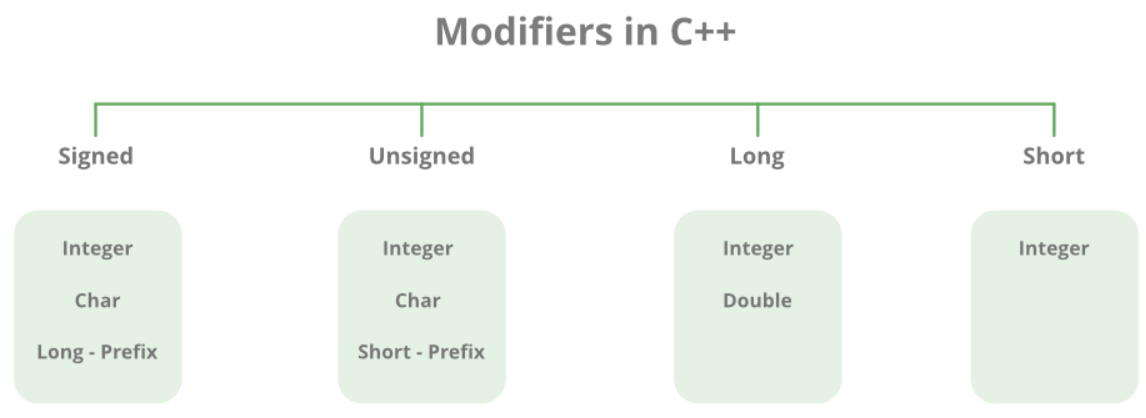 Modifiers in C++
Signed
Unsigned
Long
Short
Integer
Char
Long - Prefix
Integer
Char
Short - Prefix
Integer
Double
Integer